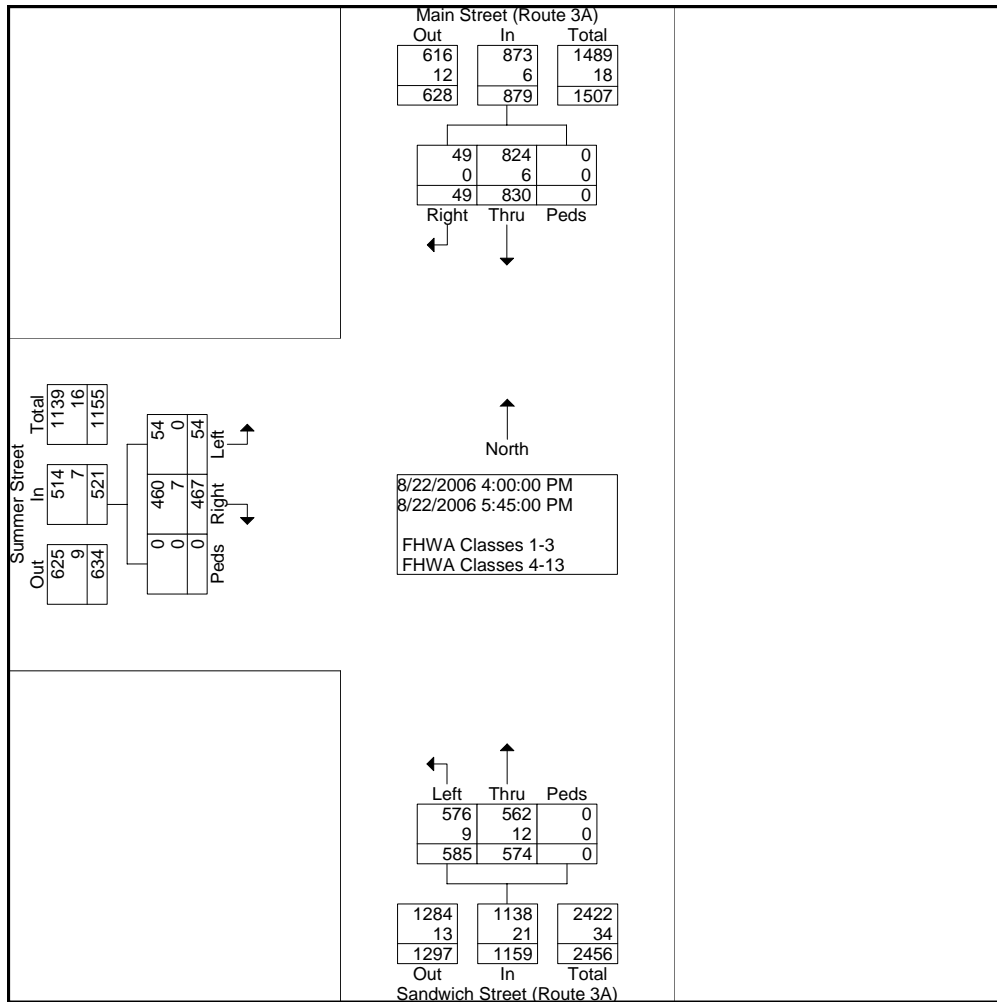 Main Street (Route 3A)
Out In Total
616 873 1489
12 6 18
628 879 1507
49 824 0
0 6 0
49 830 0
Right Thru Peds
Summer Street
Total In Out
1139 514 625
16 7 9
1155 521 634
54 460 0
0 7 0
54 467 0
Left Right Peds
North
8/22/2006 4:00:00 PM
8/22/2006 5:45:00 PM
FHWA Classes 1-3
FHWA Classes 4-13
Left Thru Peds
576 562 0
9 12 0
585 574 0
1284 1138 2422
13 21 34
1297 1159 2456
Out In Total
Sandwich Street (Route 3A)